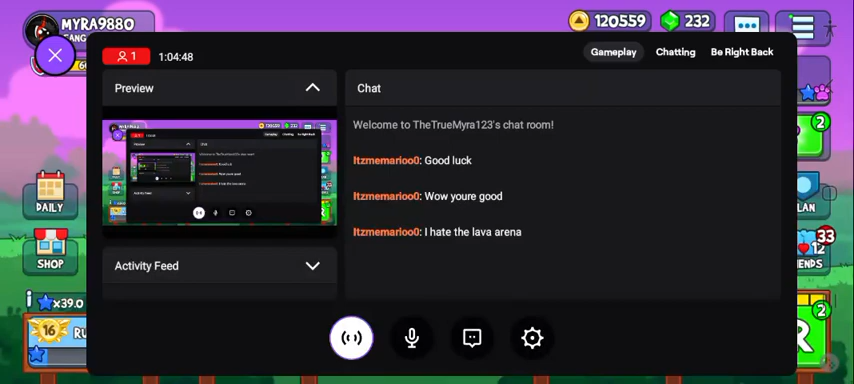 MYRA9880
120559
232
1
1:04:48
Gameplay
Chatting
Be Right Back
Preview
Chat
Welcome to TheTrueMyra123's chat room!
Itzmemarioo0: Good luck
Itzmemarioo0: Wow youre good
Itzmemarioo0: I hate the lava arena
Activity Feed
DAILY
SHOP
x39.0
16
RU
2
LAN
33
12
ENDS
2
R